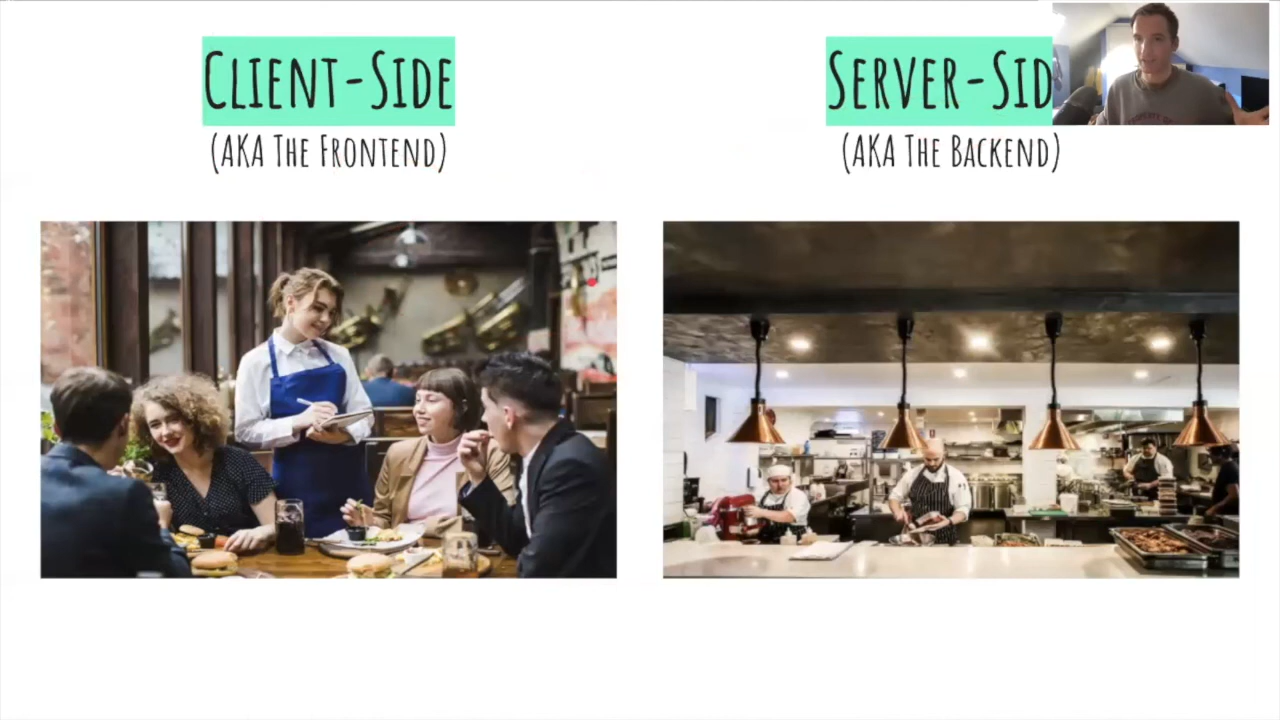 Client-Side
(AKA The Frontend)
Server-Sid
(AKA The Backend)